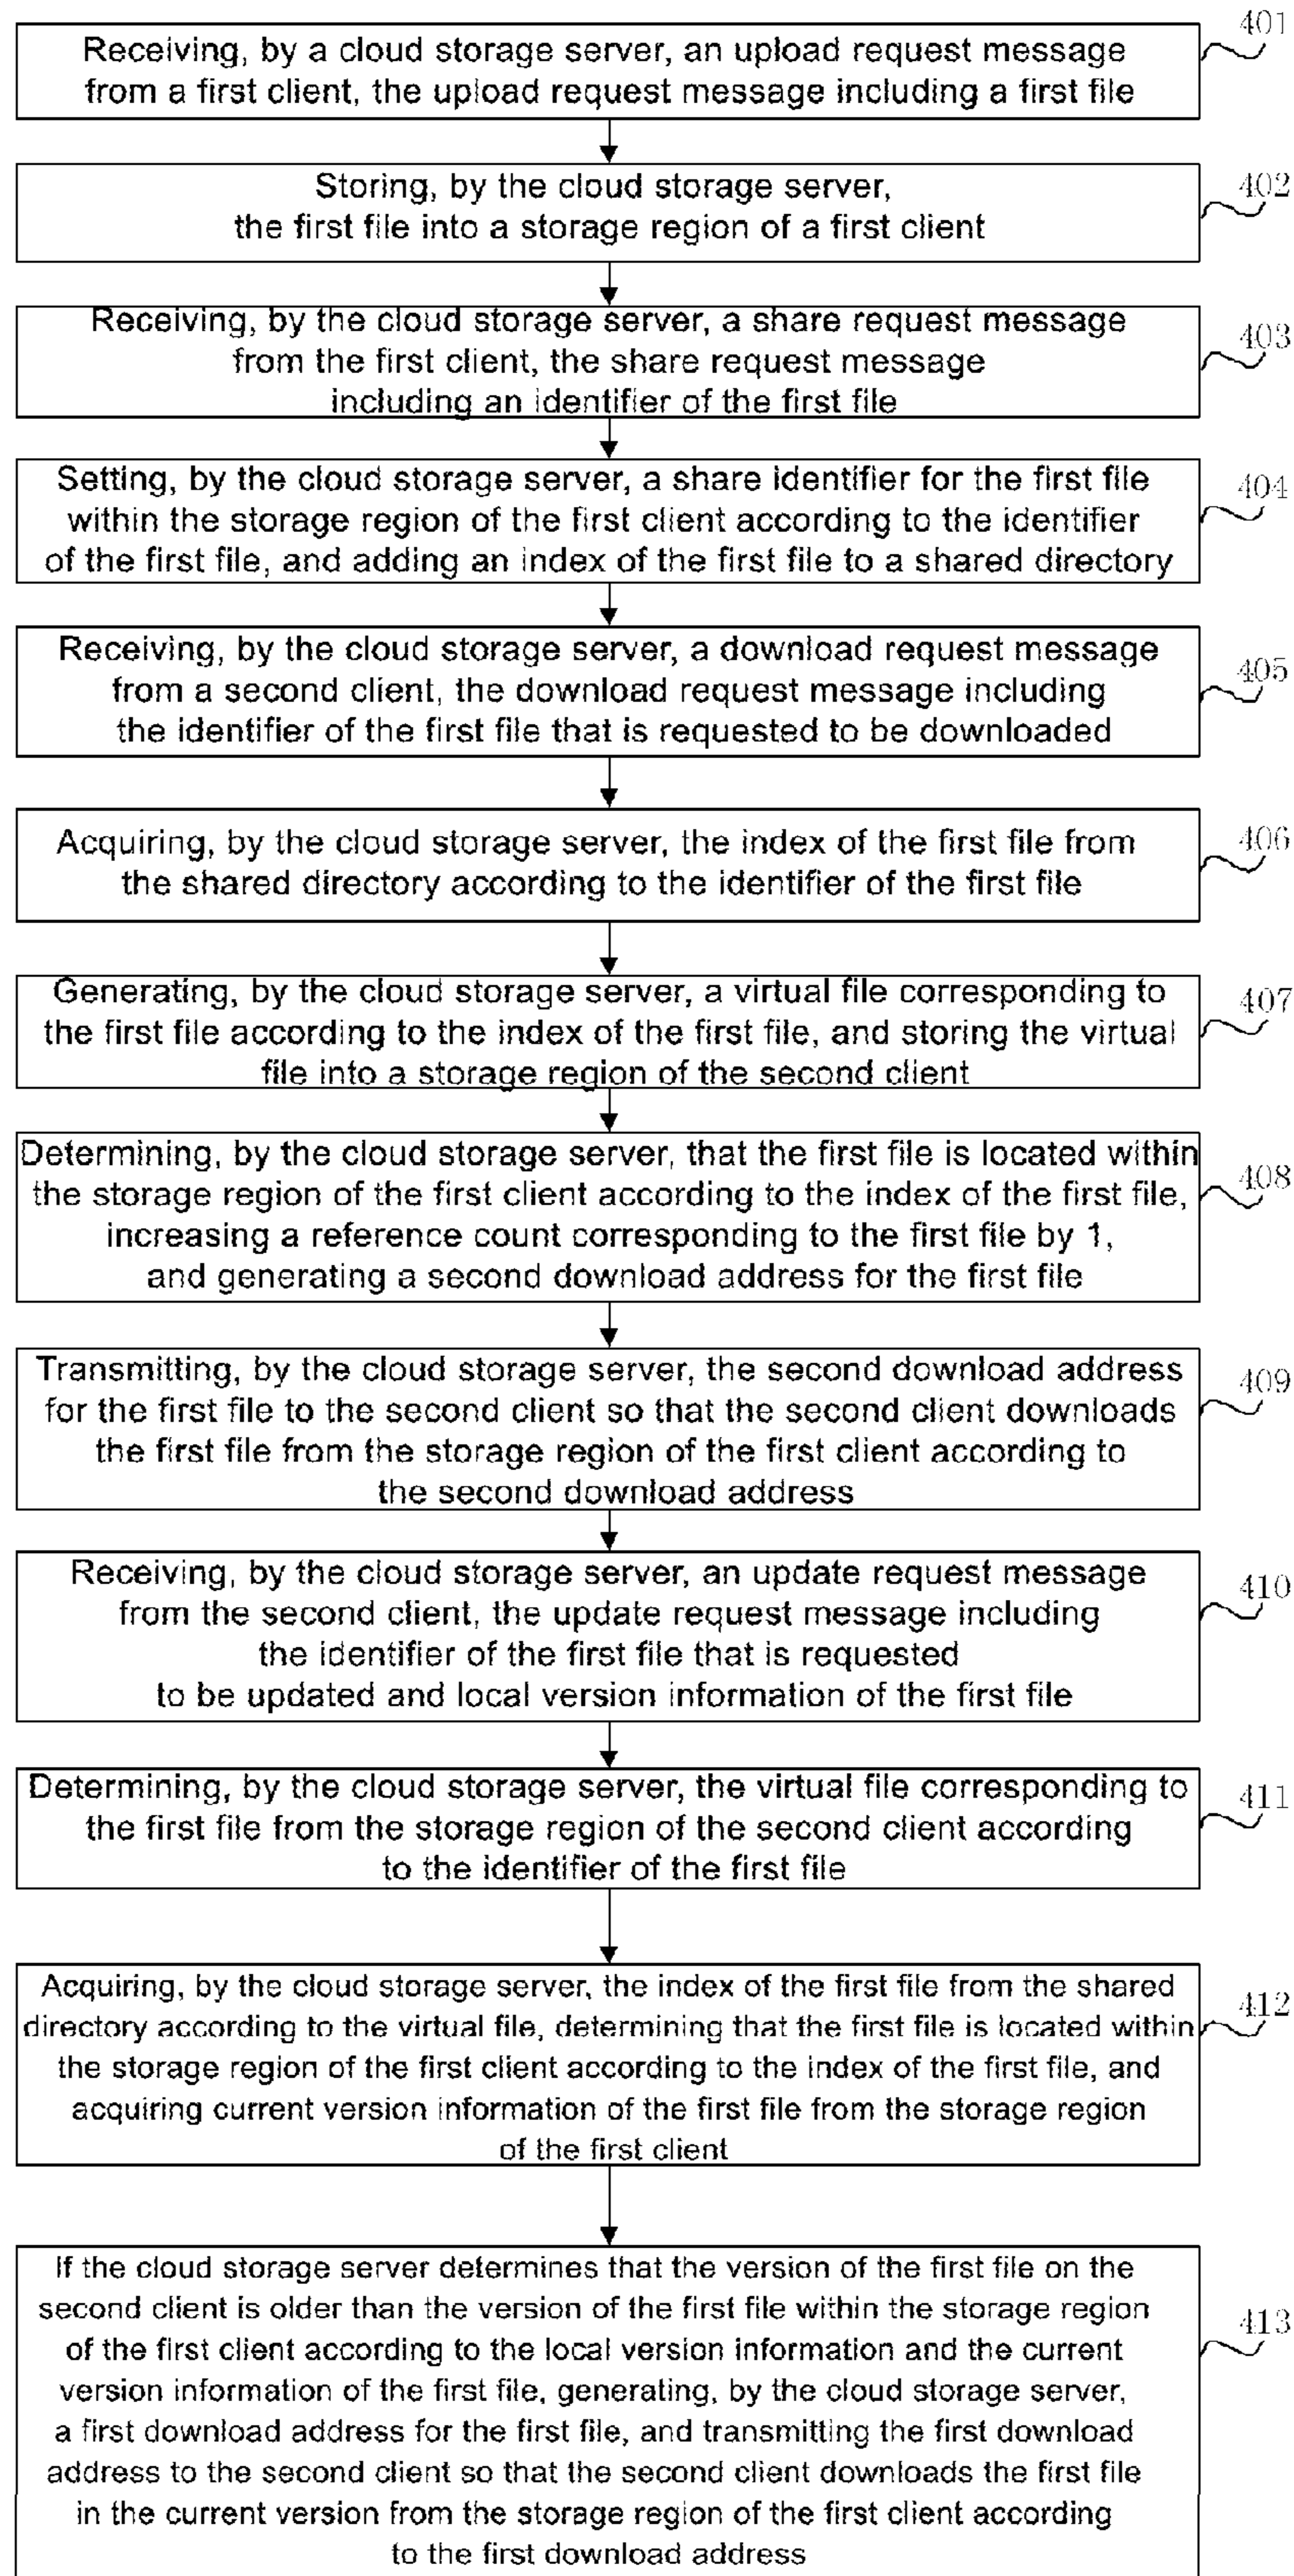 401
Receiving, by a cloud storage server, an upload request message
from a first client, the upload request message including a first file
402
Storing, by the cloud storage server,
the first file into a storage region of a first client
403
Receiving, by the cloud storage server, a share request message
from the first client, the share request message
including an identifier of the first file
404
Setting, by the cloud storage server, a share identifier for the first file
within the storage region of the first client according to the identifier
of the first file, and adding an index of the first file to a shared directory
405
Receiving, by the cloud storage server, a download request message
from a second client, the download request message including
the identifier of the first file that is requested to be downloaded
406
Acquiring, by the cloud storage server, the index of the first file from
the shared directory according to the identifier of the first file
407
Generating, by the cloud storage server, a virtual file corresponding to
the first file according to the index of the first file, and storing the virtual
file into a storage region of the second client
408
Determining, by the cloud storage server, that the first file is located within
the storage region of the first client according to the index of the first file,
increasing a reference count corresponding to the first file by 1,
and generating a second download address for the first file
409
Transmitting, by the cloud storage server, the second download address
for the first file to the second client so that the second client downloads
the first file from the storage region of the first client according to
the second download address
410
Receiving, by the cloud storage server, an update request message
from the second client, the update request message including
the identifier of the first file that is requested
to be updated and local version information of the first file
411
Determining, by the cloud storage server, the virtual file corresponding to
the first file from the storage region of the second client according
to the identifier of the first file
412
Acquiring, by the cloud storage server, the index of the first file from the shared
directory according to the virtual file, determining that the first file is located within
the storage region of the first client according to the index of the first file, and
acquiring current version information of the first file from the storage region
of the first client
413
If the cloud storage server determines that the version of the first file on the
second client is older than the version of the first file within the storage region
of the first client according to the local version information and the current
version information of the first file, generating, by the cloud storage server,
a first download address for the first file, and transmitting the first download
address to the second client so that the second client downloads the first file
in the current version from the storage region of the first client according
to the first download address